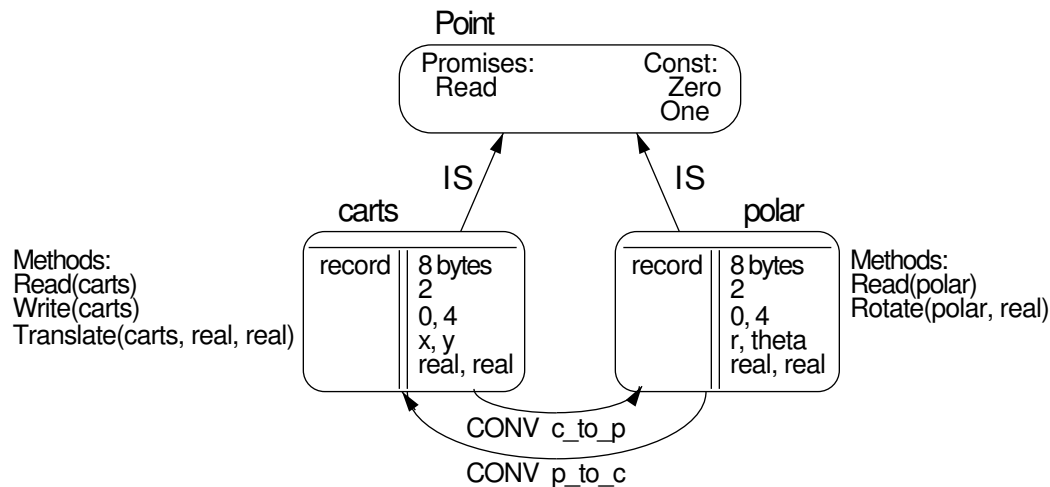 Point
Promises: Const:
Read Zero
One
IS IS
carts polar
Methods:
Read(carts)
Write(carts)
Translate(carts, real, real)
record 8 bytes
2
0, 4
x, y
real, real
record 8 bytes
2
0, 4
r, theta
real, real
Methods:
Read(polar)
Rotate(polar, real)
CONV c_to_p
CONV p_to_c